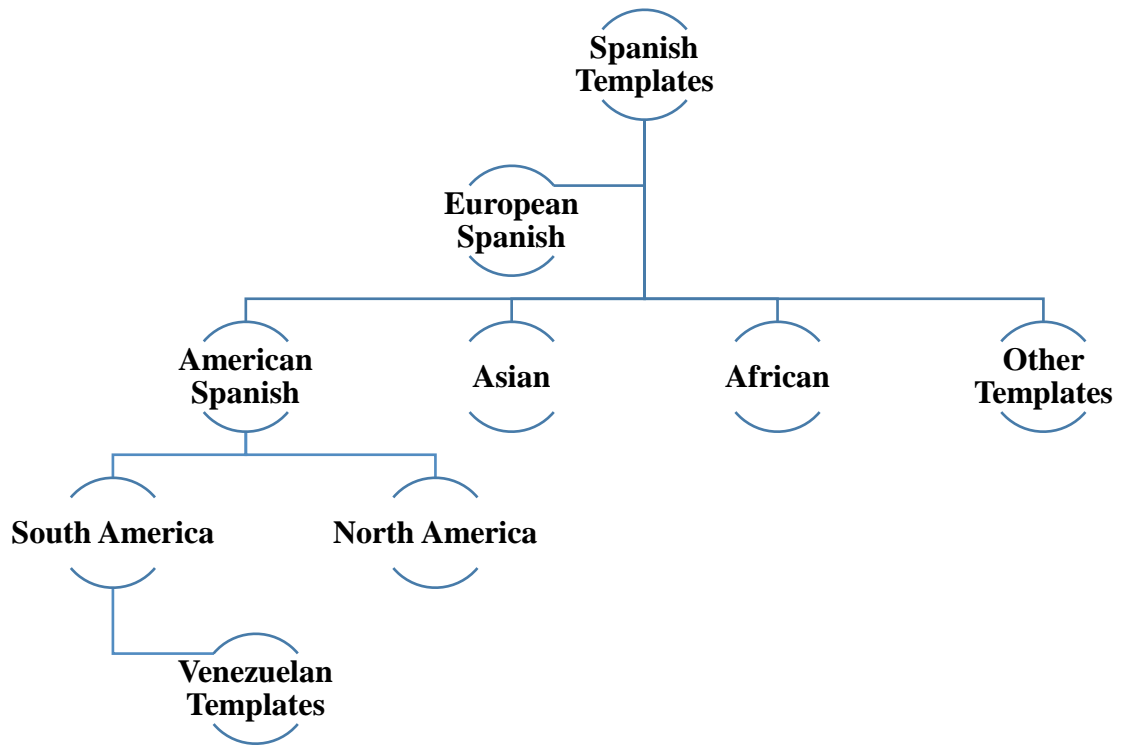 Spanish
Templates
European
Spanish
American
Spanish
Asian
African
Other
Templates
South America
North America
Venezuelan
Templates